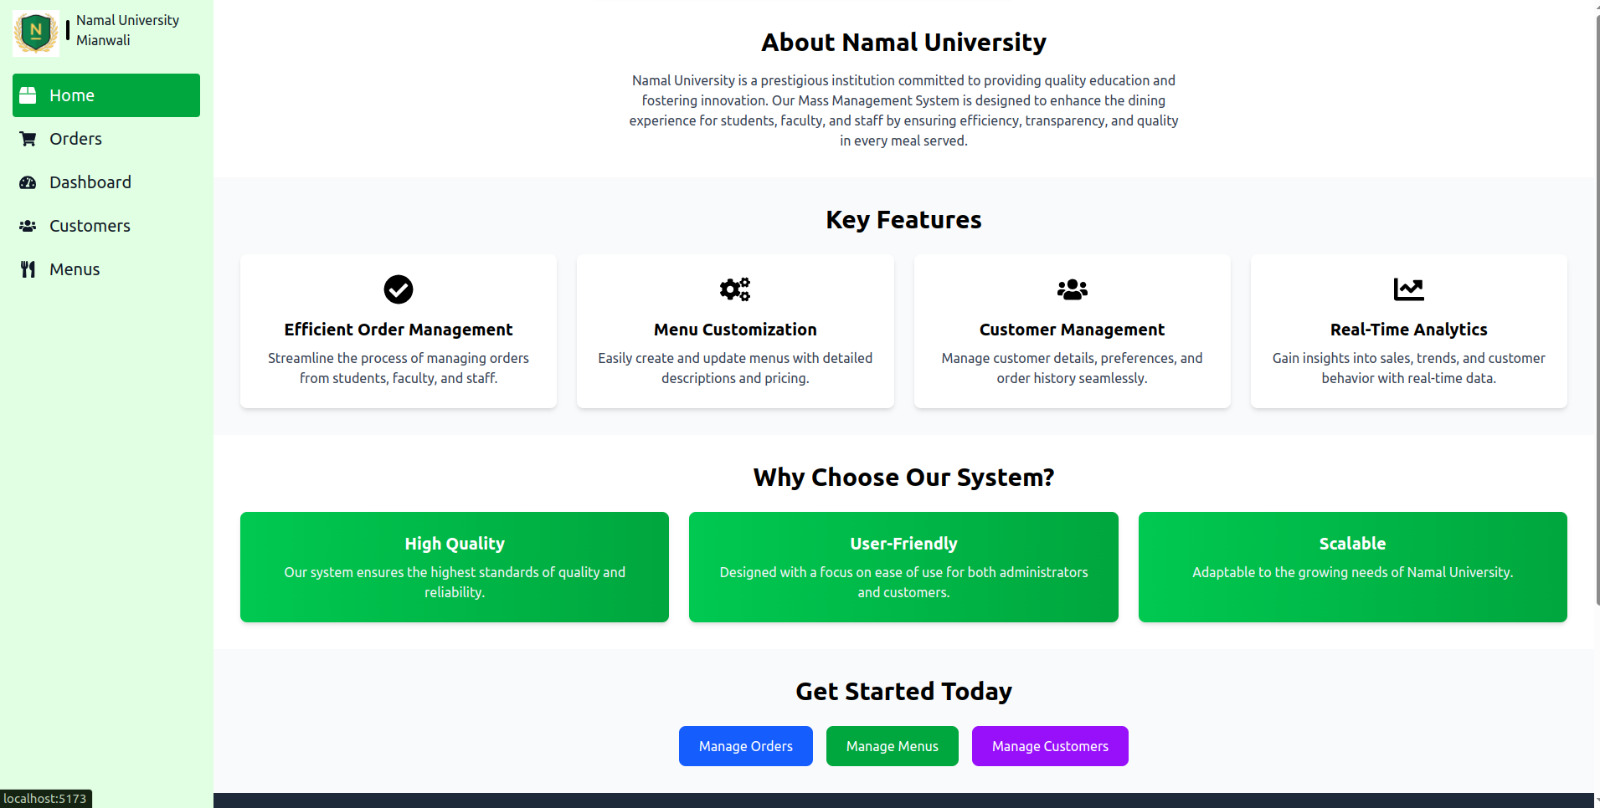 N
Namal University
Mianwali
Home
Orders
Dashboard
Customers
Menus
About Namal University
Namal University is a prestigious institution committed to providing quality education and
fostering innovation. Our Mass Management System is designed to enhance the dining
experience for students, faculty, and staff by ensuring efficiency, transparency, and quality
in every meal served.
Key Features
Efficient Order Management
Streamline the process of managing orders
from students, faculty, and staff.
Menu Customization
Easily create and update menus with detailed
descriptions and pricing.
Customer Management
Manage customer details, preferences, and
order history seamlessly.
Real-Time Analytics
Gain insights into sales, trends, and customer
behavior with real-time data.
Why Choose Our System?
High Quality
Our system ensures the highest standards of quality and
reliability.
User-Friendly
Designed with a focus on ease of use for both administrators
and customers.
Scalable
Adaptable to the growing needs of Namal University.
Get Started Today
Manage Orders
Manage Menus
Manage Customers
localhost:5173